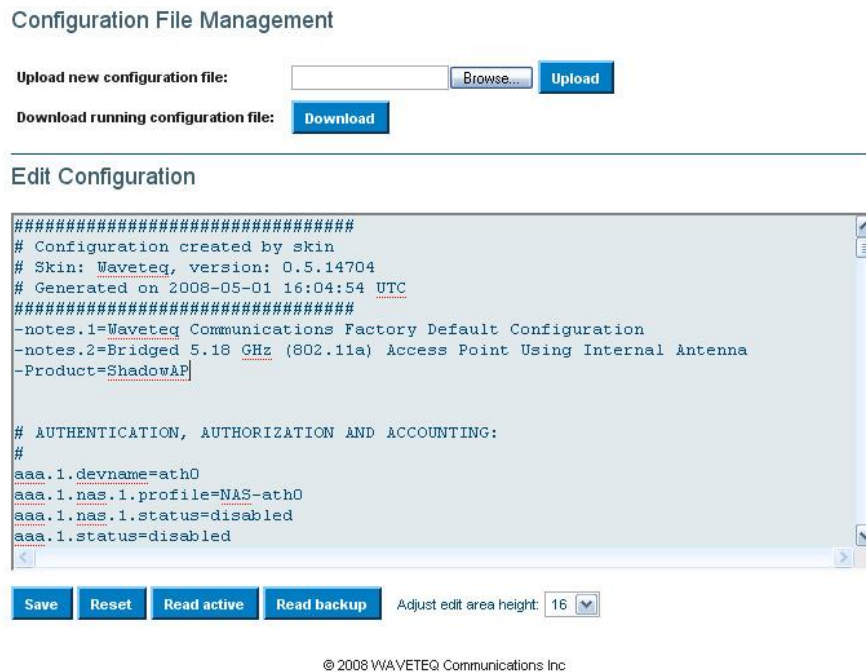 Configuration File Management
Upload new configuration file: Browse... Upload
Download running configuration file: Download
Edit Configuration
#################################
# Configuration created by skin
# Skin: Waveteq, version: 0.5.14704
# Generated on 2008-05-01 16:04:54 UTC
#################################
-notes.1=Waveteq Communications Factory Default Configuration
-notes.2=Bridged 5.18 GHz (802.11a) Access Point Using Internal Antenna
-Product=ShadowAP
# AUTHENTICATION, AUTHORIZATION AND ACCOUNTING:
#
aaa.1.devname=ath0
aaa.1.nas.1.profile=NAS-ath0
aaa.1.nas.1.status=disabled
aaa.1.status=disabled
Save Reset Read active Read backup Adjust edit area height: 16
© 2008 WAVETEQ Communications Inc